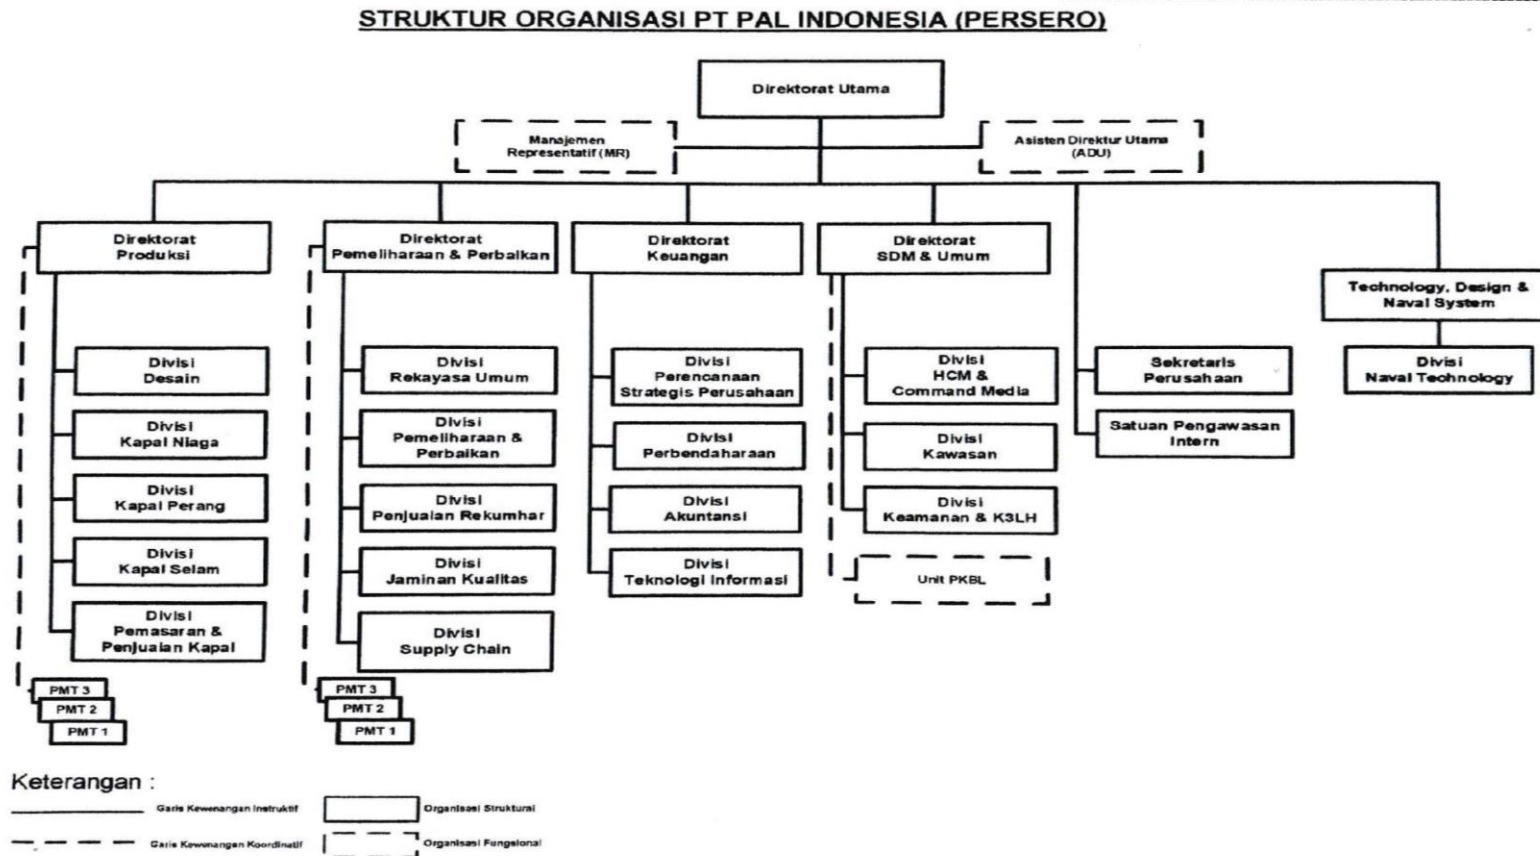 STRUKTUR ORGANISASI PT PAL INDONESIA (PERSERO)
Direktorat Utama
Manajemen
Representatif (MR)
Asisten Direktur Utama
(ADU)
Direktorat
Produksi
Direktorat
Pemeliharaan & Perbaikan
Direktorat
Keuangan
Direktorat
SDM & Umum
Technology, Design &
Naval System
Divisi
Desain
Divisi
Kapal Niaga
Divisi
Kapal Perang
Divisi
Kapal Selam
Divisi
Pemasaran &
Penjualan Kapal
PMT 3
PMT 2
PMT 1
Divisi
Rekayasa Umum
Divisi
Pemeliharaan &
Perbaikan
Divisi
Penjualan Rekumhar
Divisi
Jaminan Kualitas
Divisi
Supply Chain
PMT 3
PMT 2
PMT 1
Divisi
Perencanaan
Strategis Perusahaan
Divisi
Perbendaharaan
Divisi
Akuntansi
Divisi
Teknologi Informasi
Divisi
HCM &
Command Media
Divisi
Kawasan
Divisi
Keamanan & K3LH
Unit PKBL
Sekretaris
Perusahaan
Satuan Pengawasan
Intern
Divisi
Naval Technology
Keterangan :
Garis Kewenangan Instruktif
Organisasi Struktural
Garis Kewenangan Koordinatif
Organisasi Fungsional